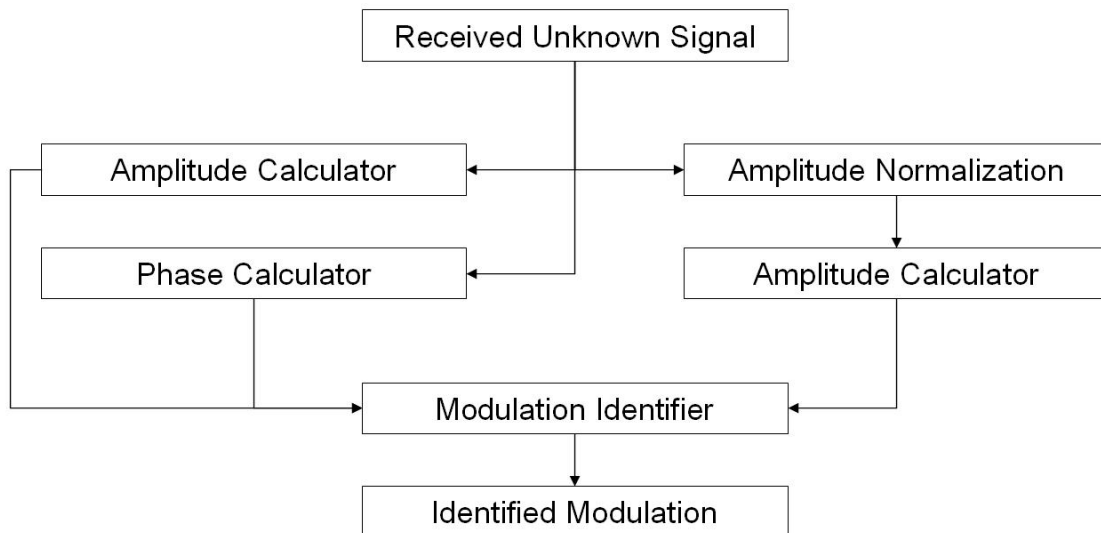 Received Unknown Signal
Amplitude Calculator
Amplitude Normalization
Phase Calculator
Amplitude Calculator
Modulation Identifier
Identified Modulation